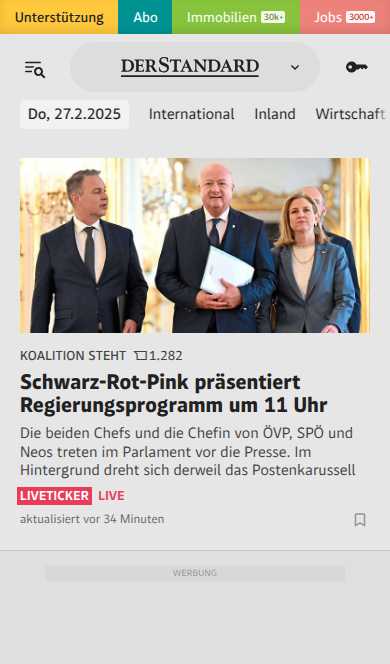 Unterstützung Abo Immobilien 30k+ Jobs 3000+
DERSTANDARD
Do, 27.2.2025 International Inland Wirtschaft
KOALITION STEHT 1.282
Schwarz-Rot-Pink präsentiert
Regierungsprogramm um 11 Uhr
Die beiden Chefs und die Chefin von ÖVP, SPÖ und
Neos treten im Parlament vor die Presse. Im
Hintergrund dreht sich derweil das Postenkarussell
LIVETICKER LIVE
aktualisiert vor 34 Minuten
WERBUNG